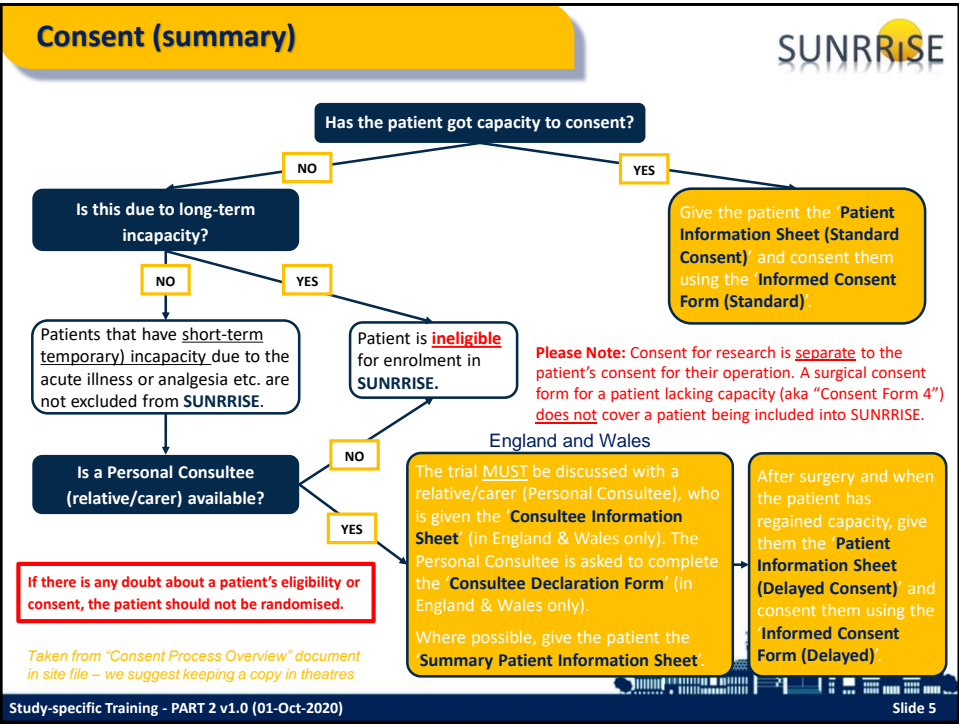 Consent (summary)
SUNRRISE
Has the patient got capacity to consent?
NO
YES
Is this due to long-term
incapacity?
Give the patient the ‘Patient
Information Sheet (Standard
Consent)’ and consent them
using the ‘Informed Consent
Form (Standard)’.
NO
YES
Patients that have short-term
temporary) incapacity due to the
acute illness or analgesia etc. are
not excluded from SUNRRISE.
Patient is ineligible
for enrolment in
SUNRRISE.
Please Note: Consent for research is separate to the
patient’s consent for their operation. A surgical consent
form for a patient lacking capacity (aka “Consent Form 4”)
does not cover a patient being included into SUNRRISE.
Is a Personal Consultee
(relative/carer) available?
NO
YES
England and Wales
The trial MUST be discussed with a
relative/carer (Personal Consultee), who
is given the ‘Consultee Information
Sheet’ (in England & Wales only). The
Personal Consultee is asked to complete
the ‘Consultee Declaration Form’ (in
England & Wales only).
Where possible, give the patient the
‘Summary Patient Information Sheet’.
After surgery and when
the patient has
regained capacity, give
them the ‘Patient
Information Sheet
(Delayed Consent)’ and
consent them using the
‘Informed Consent
Form (Delayed)’.
If there is any doubt about a patient’s eligibility or
consent, the patient should not be randomised.
Taken from “Consent Process Overview” document
in site file – we suggest keeping a copy in theatres
Study-specific Training - PART 2 v1.0 (01-Oct-2020)
Slide 5